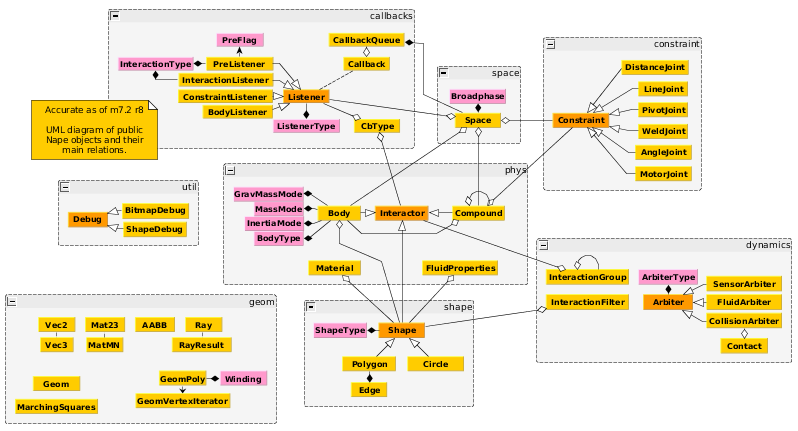 callbacks
PreFlag
CallbackQueue
InteractionType
PreListener
Callback
InteractionListener
ConstraintListener
Listener
BodyListener
ListenerType
CbType
Accurate as of m7.2 r8
UML diagram of public
Nape objects and their
main relations.
space
Broadphase
Space
constraint
DistanceJoint
LineJoint
PivotJoint
Constraint
WeldJoint
AngleJoint
MotorJoint
util
BitmapDebug
Debug
ShapeDebug
phys
GravMassMode
MassMode
Body
Interactor
Compound
InertiaMode
BodyType
Material
FluidProperties
dynamics
InteractionGroup
ArbiterType
SensorArbiter
InteractionFilter
Arbiter
FluidArbiter
CollisionArbiter
Contact
geom
Vec2
Mat23
AABB
Ray
Vec3
MatMN
RayResult
Geom
GeomPoly
Winding
MarchingSquares
GeomVertexIterator
shape
ShapeType
Shape
Polygon
Circle
Edge